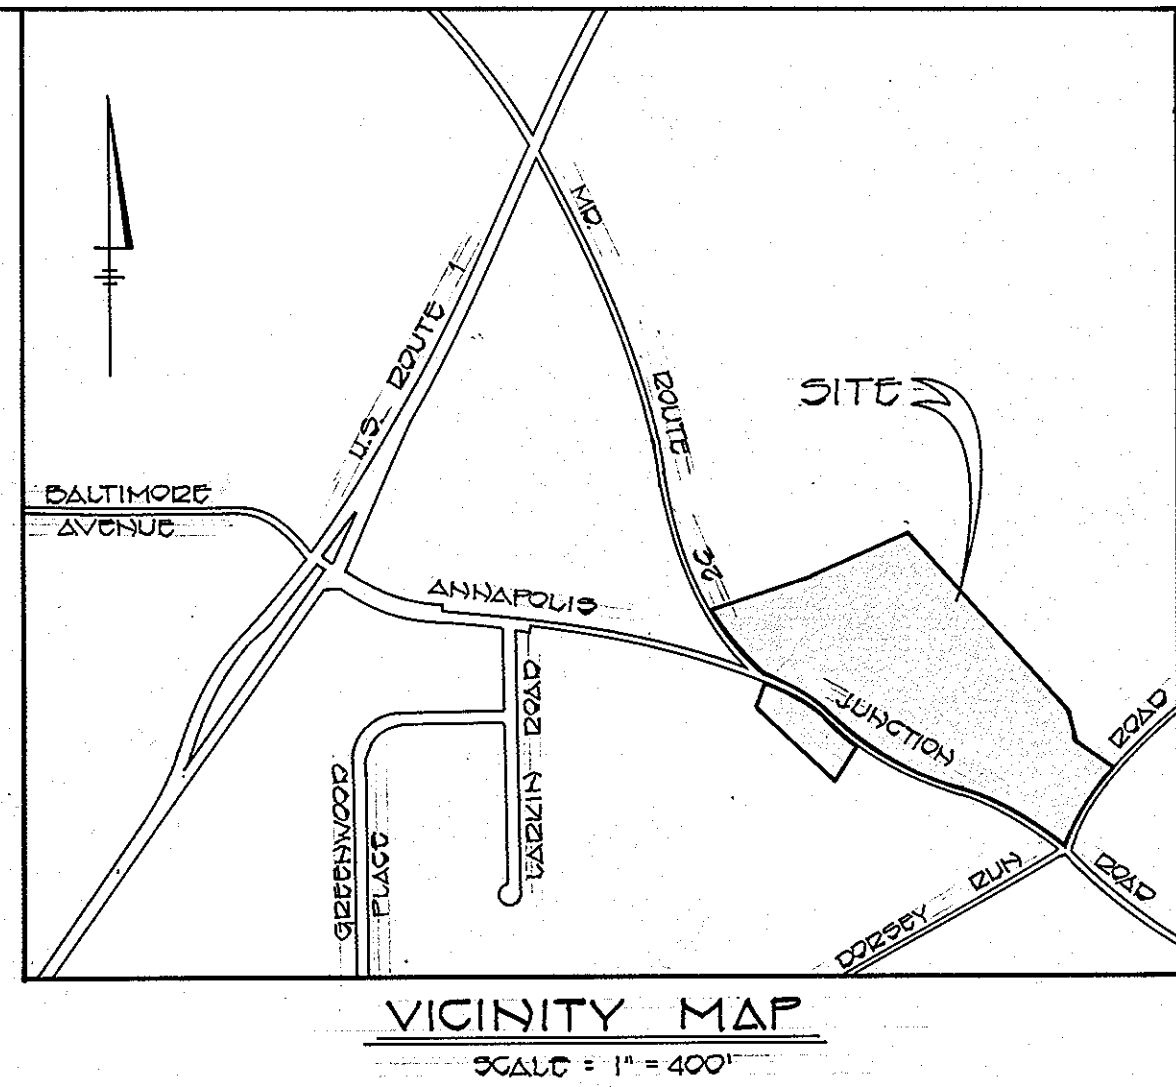 MD. ROUTE 32
U.S. ROUTE 1
SITE
BALTIMORE
AVENUE
ANNAPOLIS JUNCTION ROAD
LARKIN ROAD
GREENWOOD
PLACE
DORSEY RUN ROAD
VICINITY MAP
SCALE : 1" = 400'